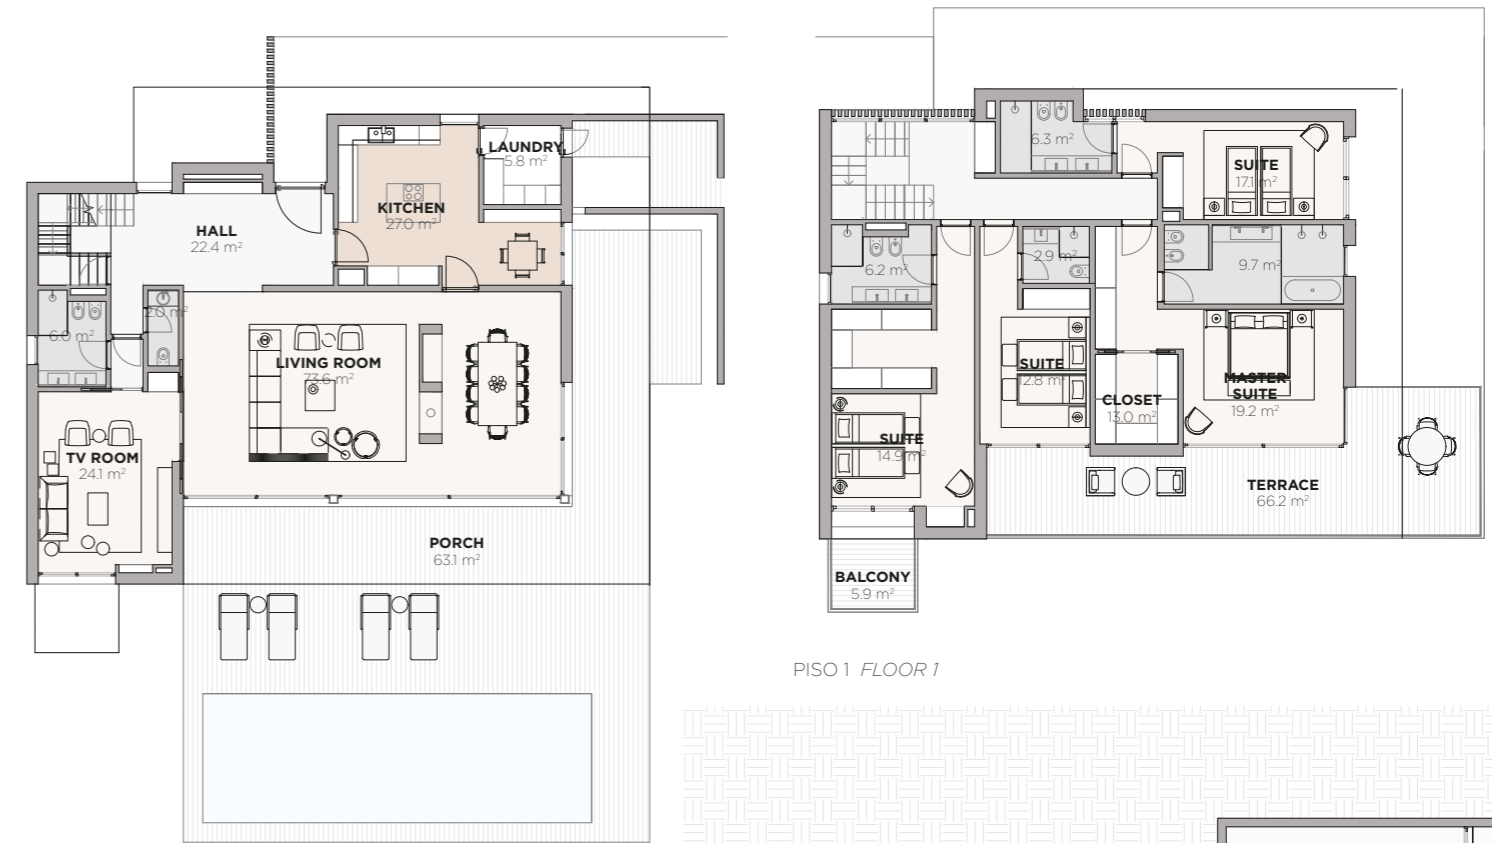 LAUNDRY
5.8 m²
KITCHEN
27.0 m²
HALL
22.4 m²
2.0 m²
6.0 m²
LIVING ROOM
73.6 m²
TV ROOM
24.1 m²
PORCH
63.1 m²
6.3 m²
SUITE
17.1 m²
6.2 m²
2.9 m²
9.7 m²
SUITE
12.8 m²
CLOSET
13.0 m²
MASTER
SUITE
19.2 m²
SUITE
14.9 m²
TERRACE
66.2 m²
BALCONY
5.9 m²
PISO 1 FLOOR 1